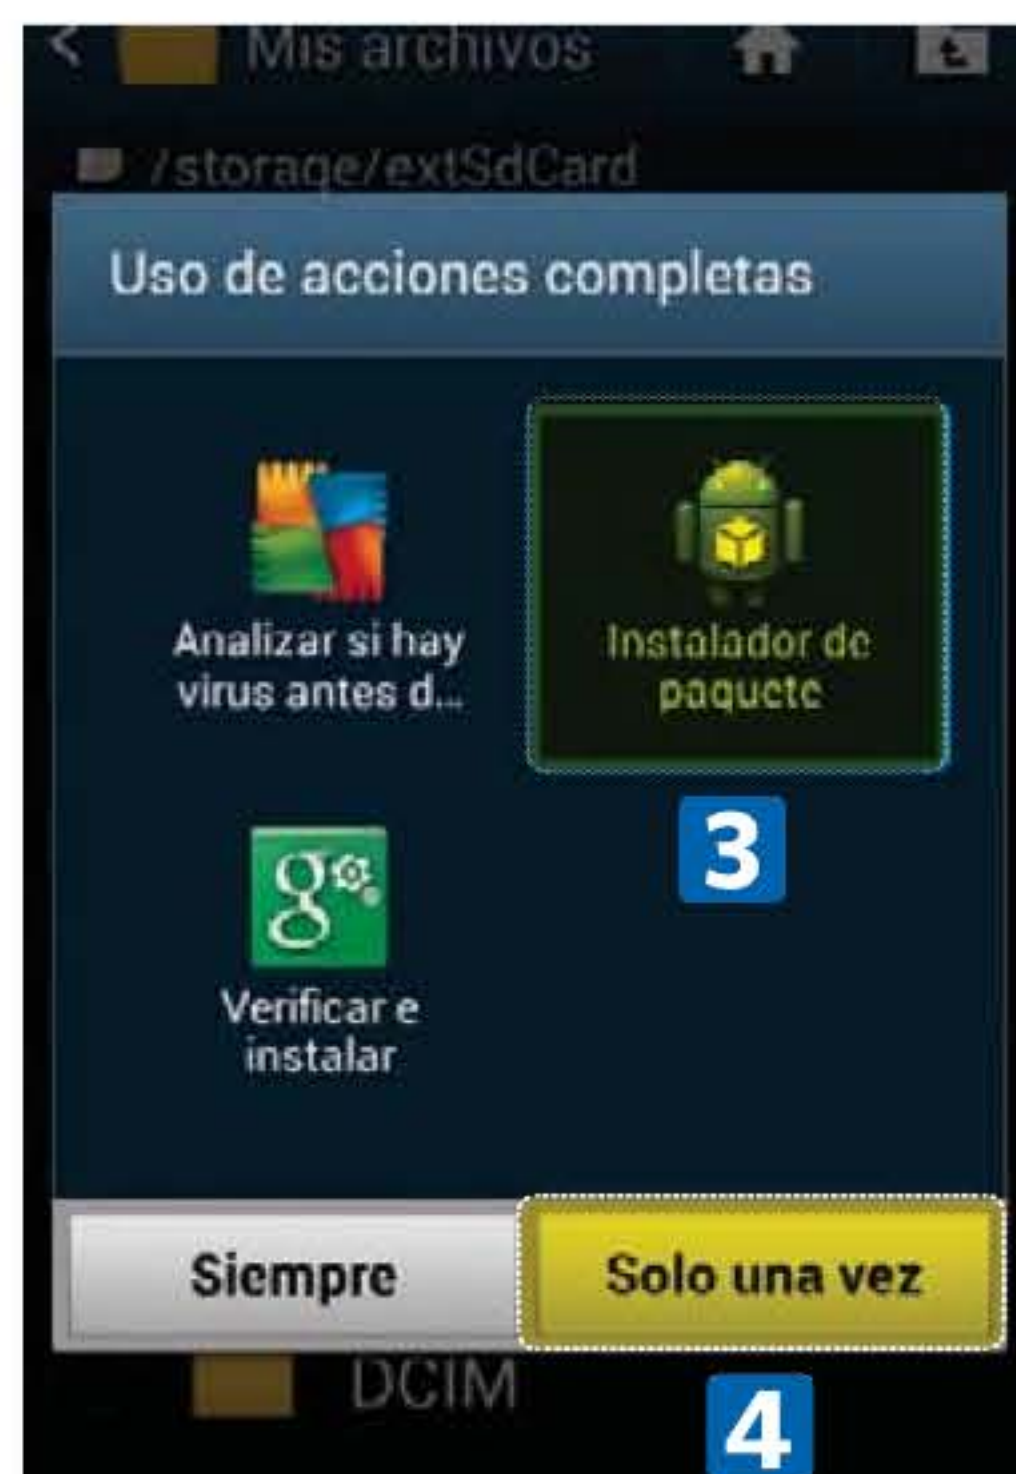 Mis archivos
/storage/extSdCard
Uso de acciones completas
Analizar si hay
virus antes d...
Instalador de
paquete
3
Verificar e
instalar
Siempre
Solo una vez
DCIM
4